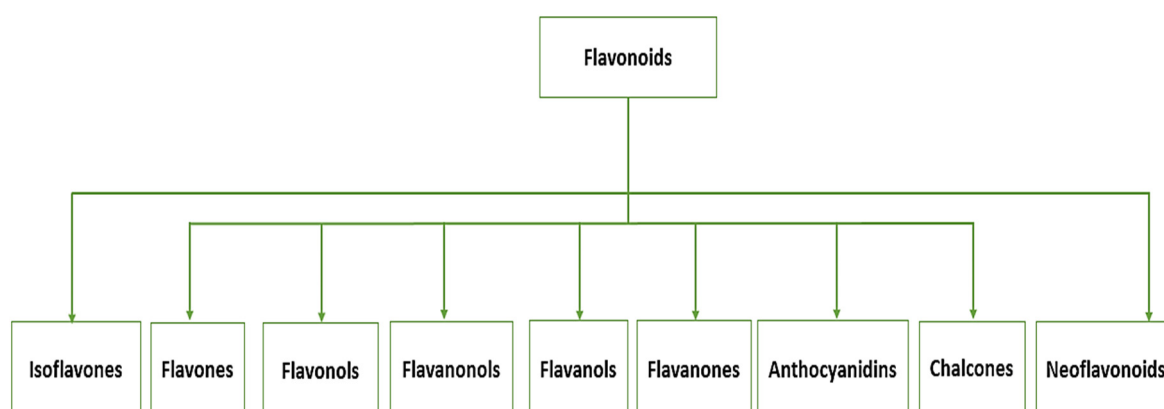 Flavonoids
Isoflavones
Flavones
Flavonols
Flavanonols
Flavanols
Flavanones
Anthocyanidins
Chalcones
Neoflavonoids